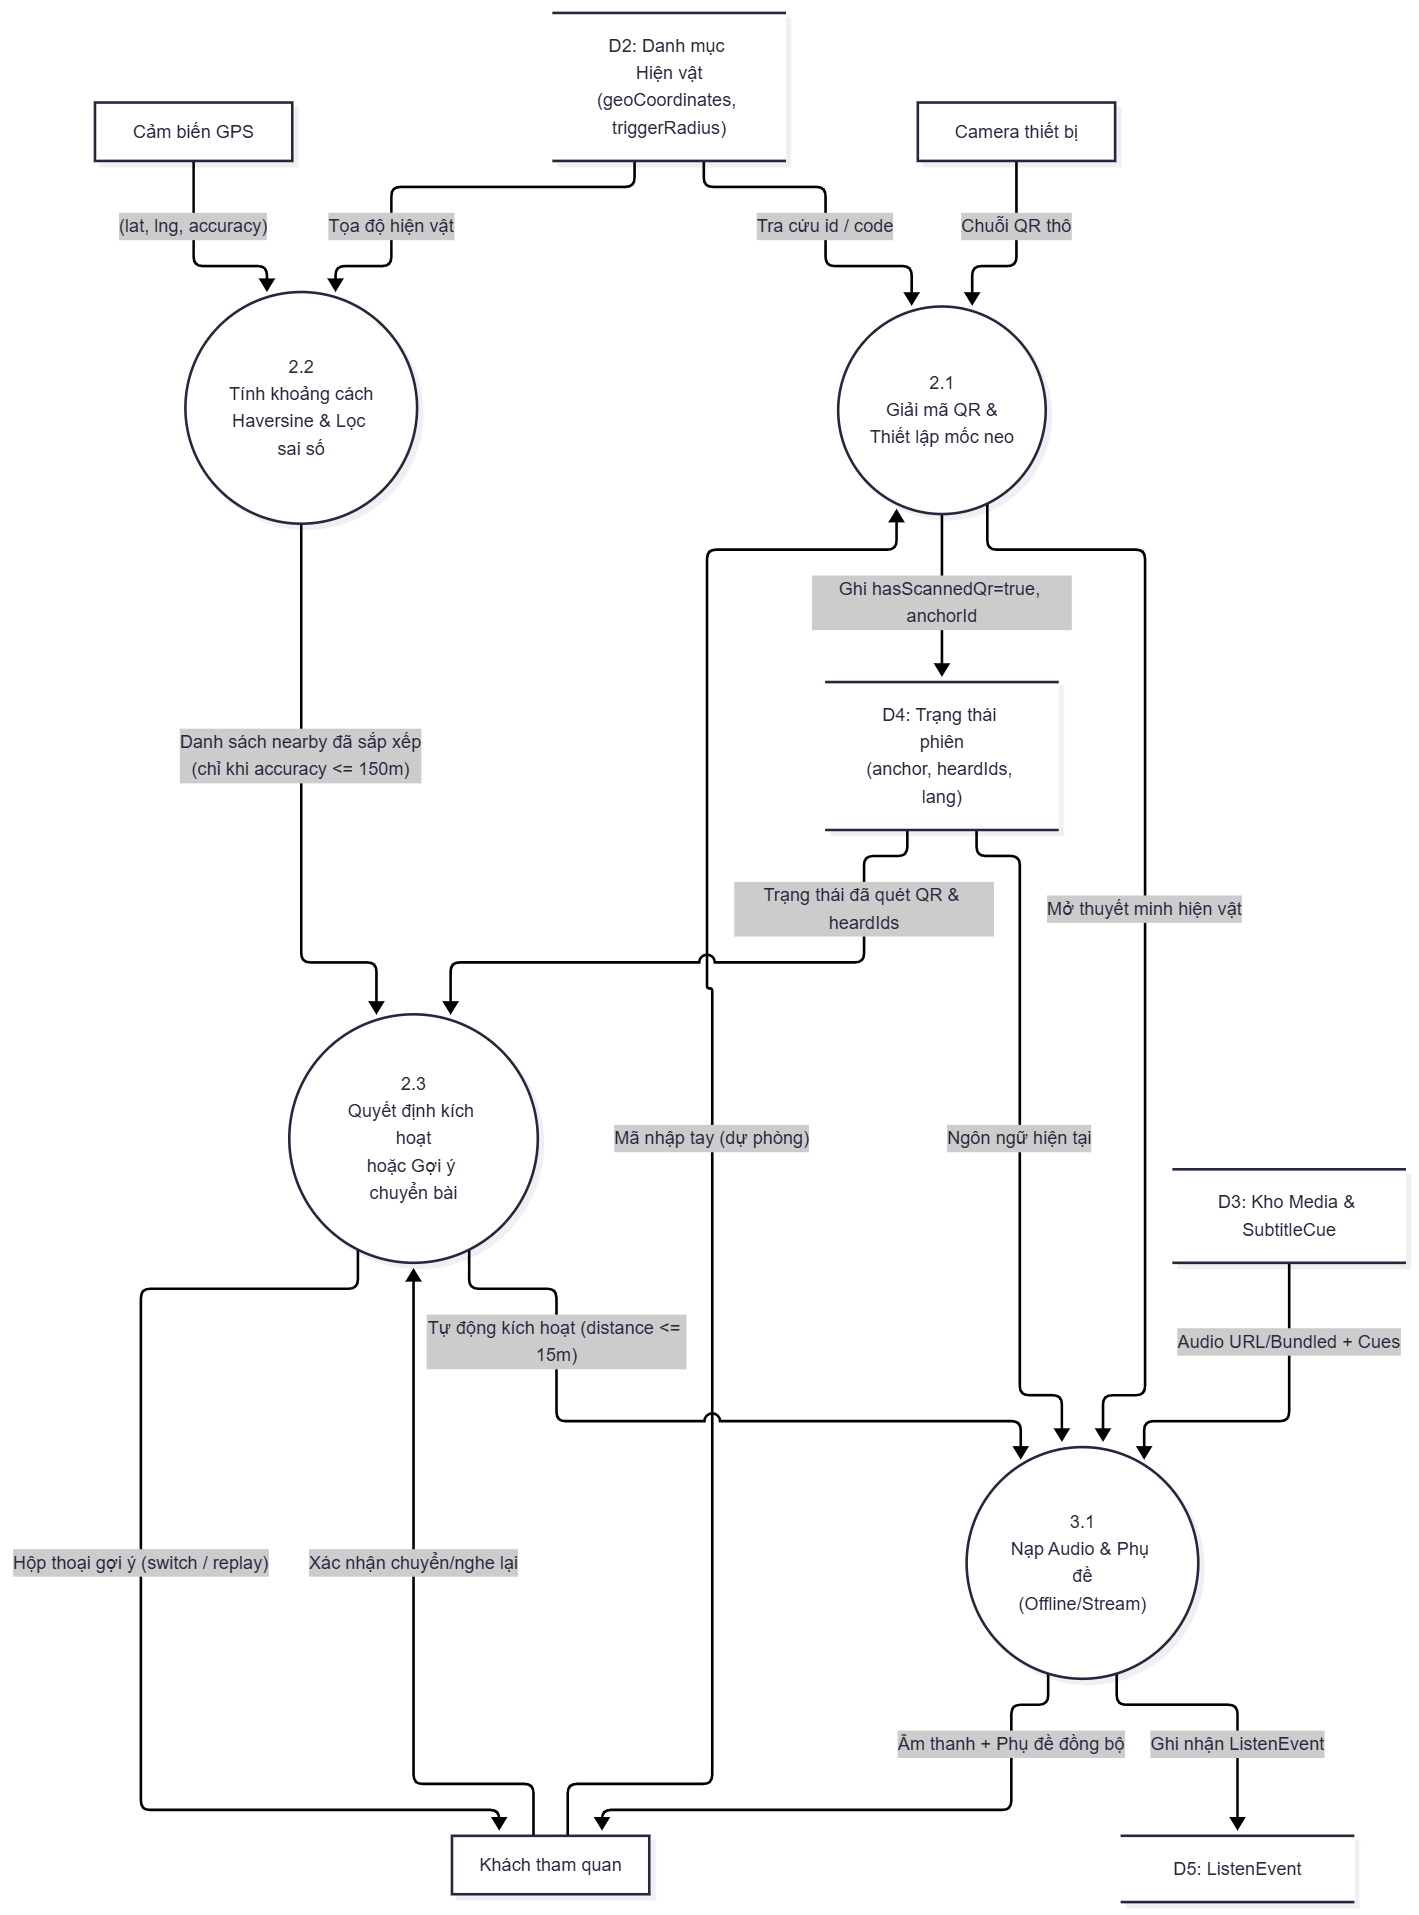 D2: Danh mục
Hiện vật
(geoCoordinates,
triggerRadius)
Cảm biến GPS
Camera thiết bị
(lat, lng, accuracy)
Tọa độ hiện vật
Tra cứu id / code
Chuỗi QR thô
2.2
Tính khoảng cách
Haversine & Lọc
sai số
2.1
Giải mã QR &
Thiết lập mốc neo
Ghi hasScannedQr=true,
anchorId
D4: Trạng thái
phiên
(anchor, heardIds,
lang)
Danh sách nearby đã sắp xếp
(chỉ khi accuracy <= 150m)
Trạng thái đã quét QR &
heardIds
Mở thuyết minh hiện vật
2.3
Quyết định kích
hoạt
hoặc Gợi ý
chuyển bài
Mã nhập tay (dự phòng)
Ngôn ngữ hiện tại
D3: Kho Media &
SubtitleCue
Tự động kích hoạt (distance <=
15m)
Audio URL/Bundled + Cues
3.1
Nạp Audio & Phụ
đề
(Offline/Stream)
Hộp thoại gợi ý (switch / replay)
Xác nhận chuyển/nghe lại
Âm thanh + Phụ đề đồng bộ
Ghi nhận ListenEvent
Khách tham quan
D5: ListenEvent